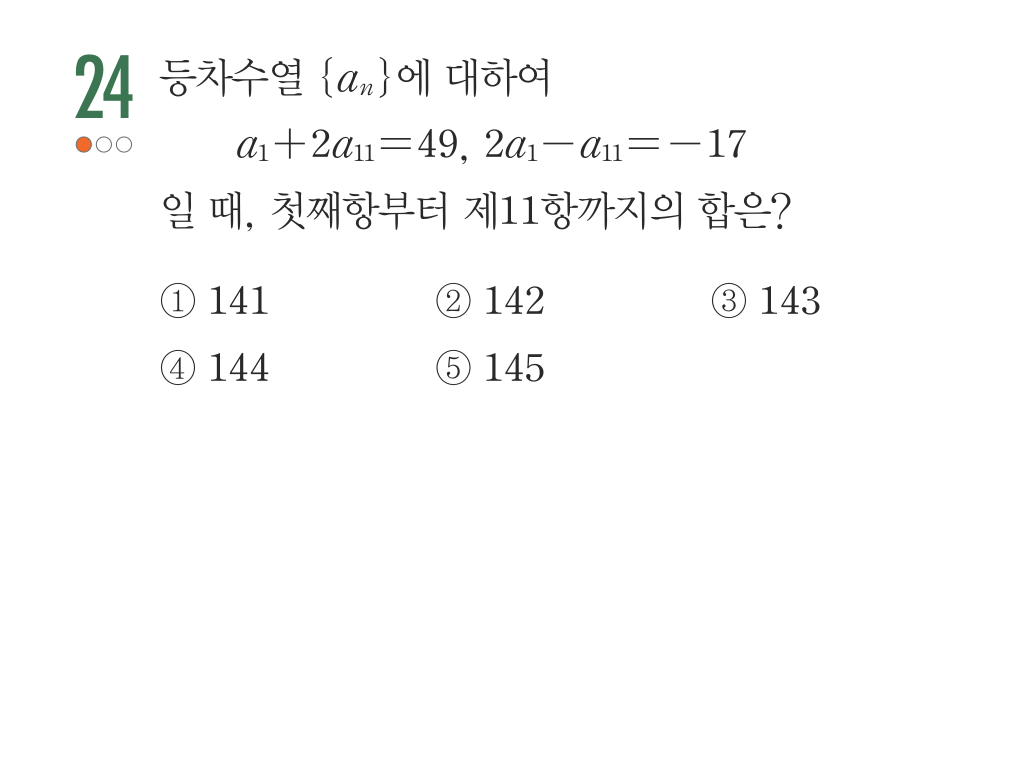 24 등차수열 {aₙ}에 대하여
a₁+2a₁₁=49, 2a₁-a₁₁=-17
일 때, 첫째항부터 제11항까지의 합은?
① 141 ② 142 ③ 143
④ 144 ⑤ 145